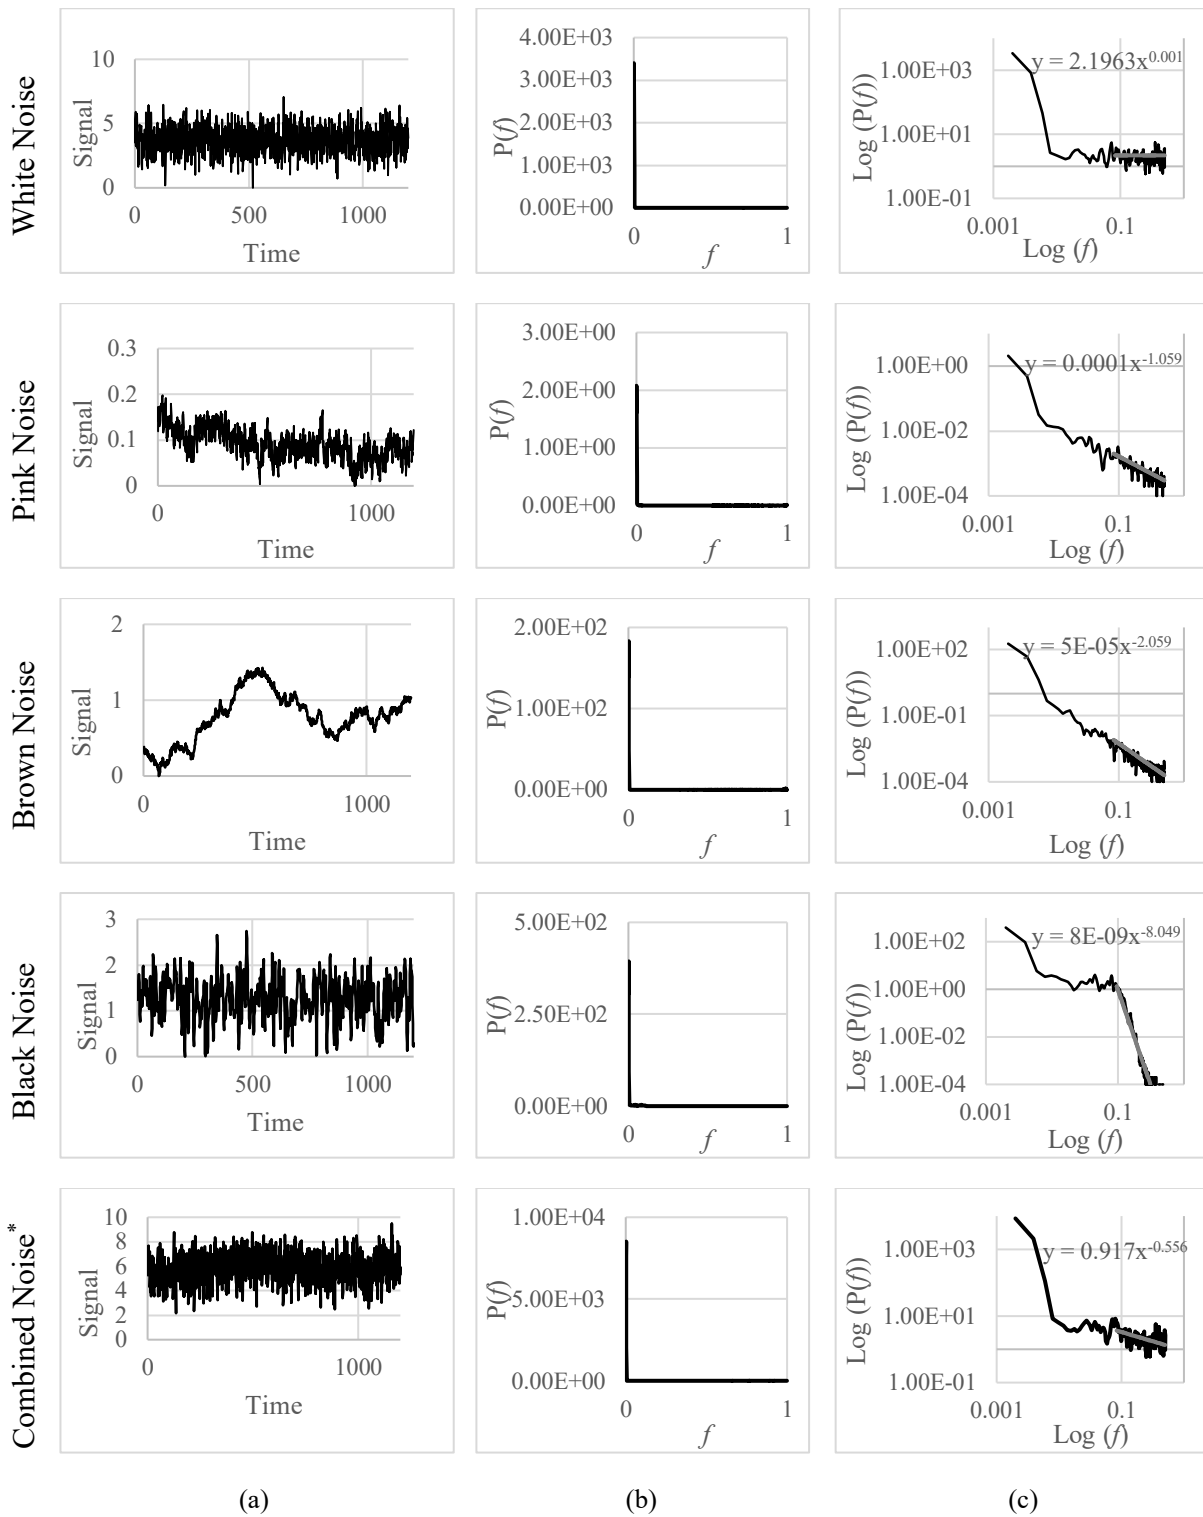 White Noise
10
5
0
Signal
0 500 1000
Time
4.00E+03
3.00E+03
2.00E+03
1.00E+03
0.00E+00
P(f)
0 1
f
1.00E+03
1.00E+01
1.00E-01
Log (P(f))
y = 2.1963x^0.001
0.001 0.1
Log (f)
Pink Noise
0.3
0.2
0.1
0
Signal
0 1000
Time
3.00E+00
2.00E+00
1.00E+00
0.00E+00
P(f)
0 1
f
1.00E+00
1.00E-02
1.00E-04
Log (P(f))
y = 0.0001x^-1.059
0.001 0.1
Log (f)
Brown Noise
2
1
0
Signal
0 1000
Time
2.00E+02
1.00E+02
0.00E+00
P(f)
0 1
f
1.00E+02
1.00E-01
1.00E-04
Log (P(f))
y = 5E-05x^-2.059
0.001 0.1
Log (f)
Black Noise
3
2
1
0
Signal
0 500 1000
Time
5.00E+02
2.50E+02
0.00E+00
P(f)
0 1
f
1.00E+02
1.00E+00
1.00E-02
1.00E-04
Log (P(f))
y = 8E-09x^-8.049
0.001 0.1
Log (f)
Combined Noise*
10
8
6
4
2
0
Signal
0 1000
Time
1.00E+04
5.00E+03
0.00E+00
P(f)
0 1
f
1.00E+03
1.00E+01
1.00E-01
Log (P(f))
y = 0.917x^-0.556
0.001 0.1
Log (f)
(a) (b) (c)